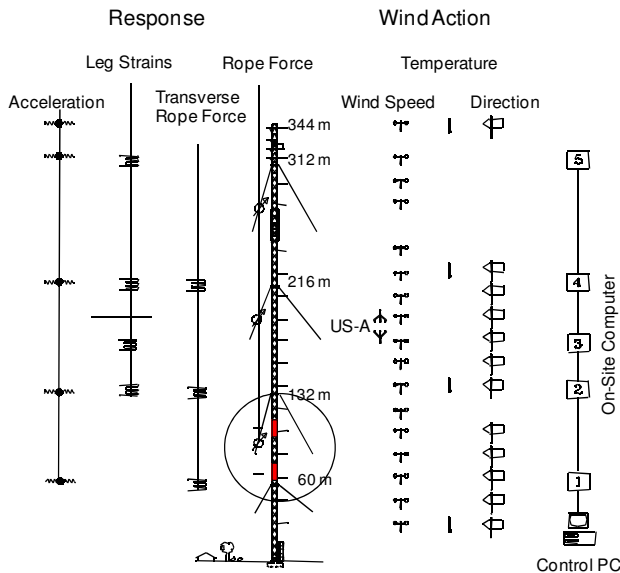 Response
Wind Action
Leg Strains
Rope Force
Temperature
Acceleration
Transverse
Rope Force
Wind Speed
Direction
344 m
312 m
5
216 m
4
US-A
3
132 m
2
On-Site Computer
60 m
1
Control PC